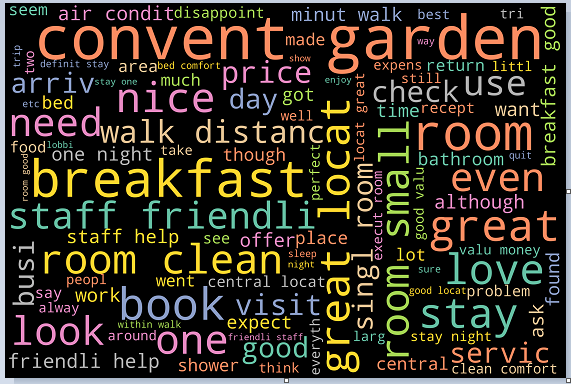 seem air condit disappoint minut walk best tri
convent garden
breakfast good
trip two definit stay area bed comfort made show way
expens return littl
arriv stay one much price still
nice day got check use
etc bed enjoy time recept want
need well locat great
walk distanc room
food lobbi one night take though perfect bathroom quit
room good breakfast great locat singl room execut room room small good valu even
although
staff friendli great
staff help see offer place
busi room clean sleep night lot valu money
peopl went central locat sure love found
say work good locat problem
alway book visit stay ask
within walk expect
look around one friendli staff everyth larg stay night
good servic
friendli help shower think central clean comfort